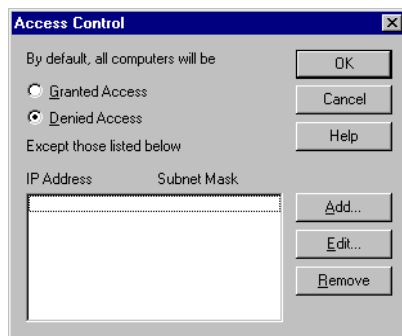 Access Control
By default, all computers will be
Granted Access
Denied Access
Except those listed below
IP Address Subnet Mask
OK
Cancel
Help
Add...
Edit...
Remove